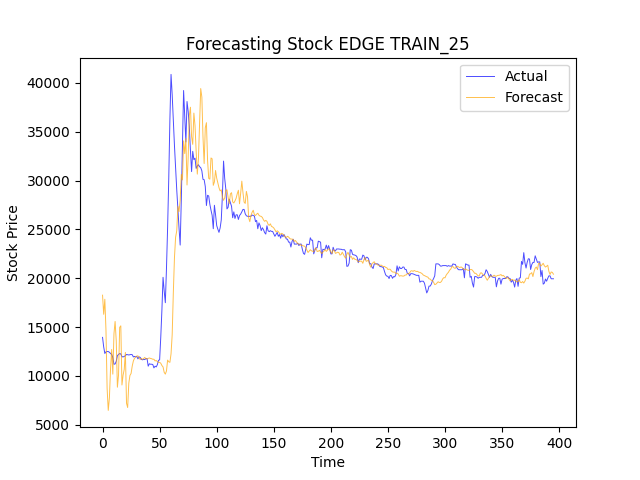 Forecasting Stock EDGE TRAIN_25
Actual
Forecast
Stock Price
40000
35000
30000
25000
20000
15000
10000
5000
0 50 100 150 200 250 300 350 400
Time